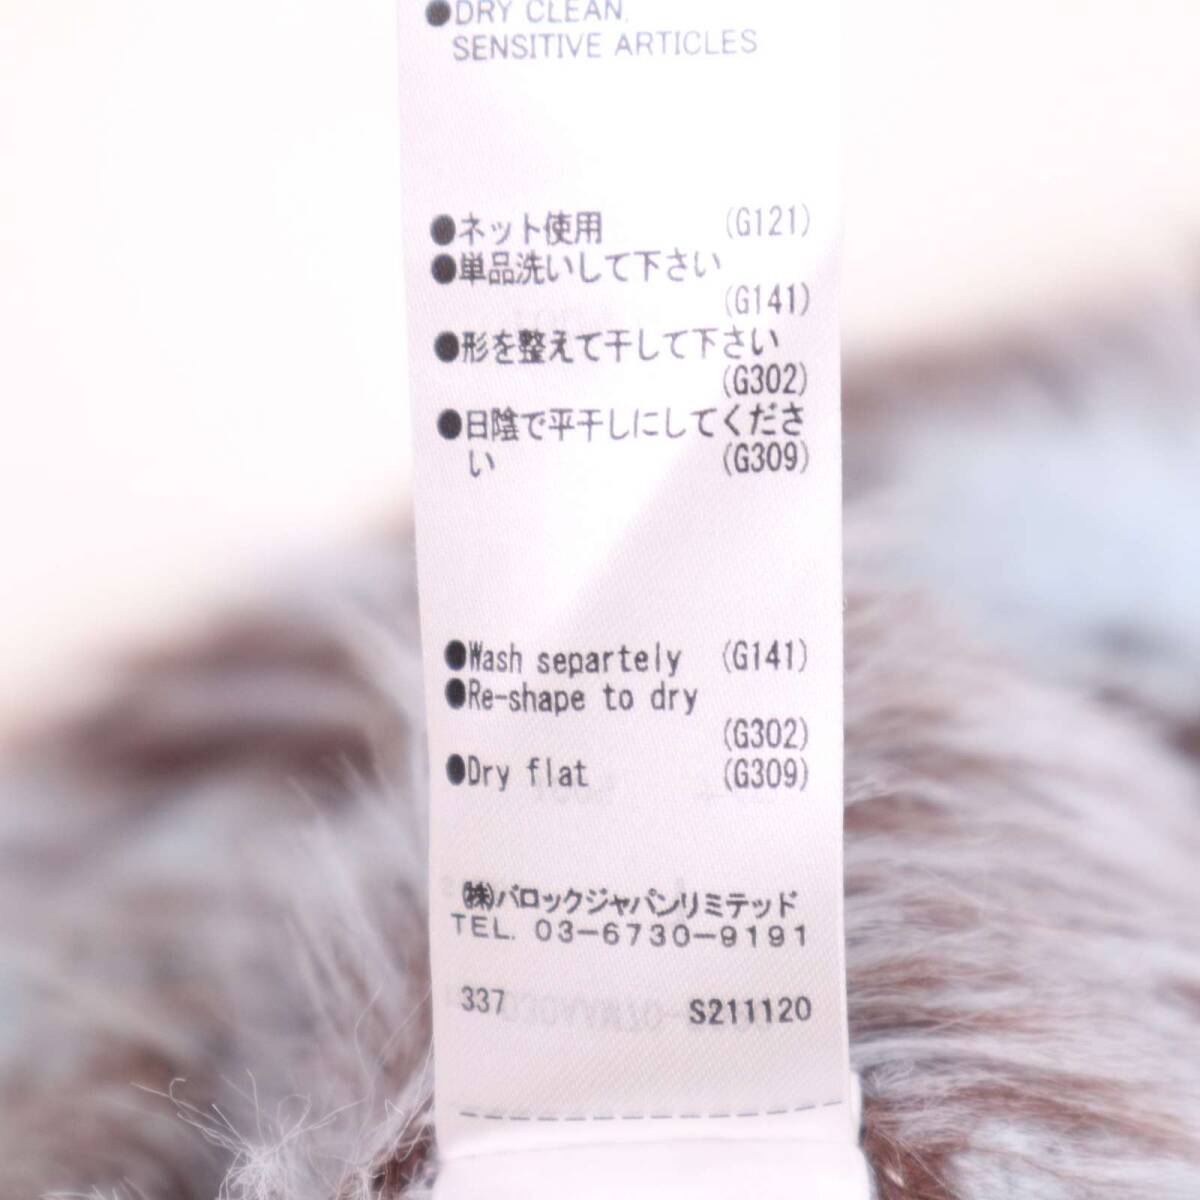 ●DRY CLEAN,
SENSITIVE ARTICLES
●ネット使用 (G121)
●単品洗いして下さい
(G141)
●形を整えて干して下さい
(G302)
●日陰で平干しにしてくださ
い (G309)
●Wash separtely (G141)
●Re-shape to dry
(G302)
●Dry flat (G309)
(株)バロックジャパンリミテッド
TEL. 03-6730-9191
337 S211120